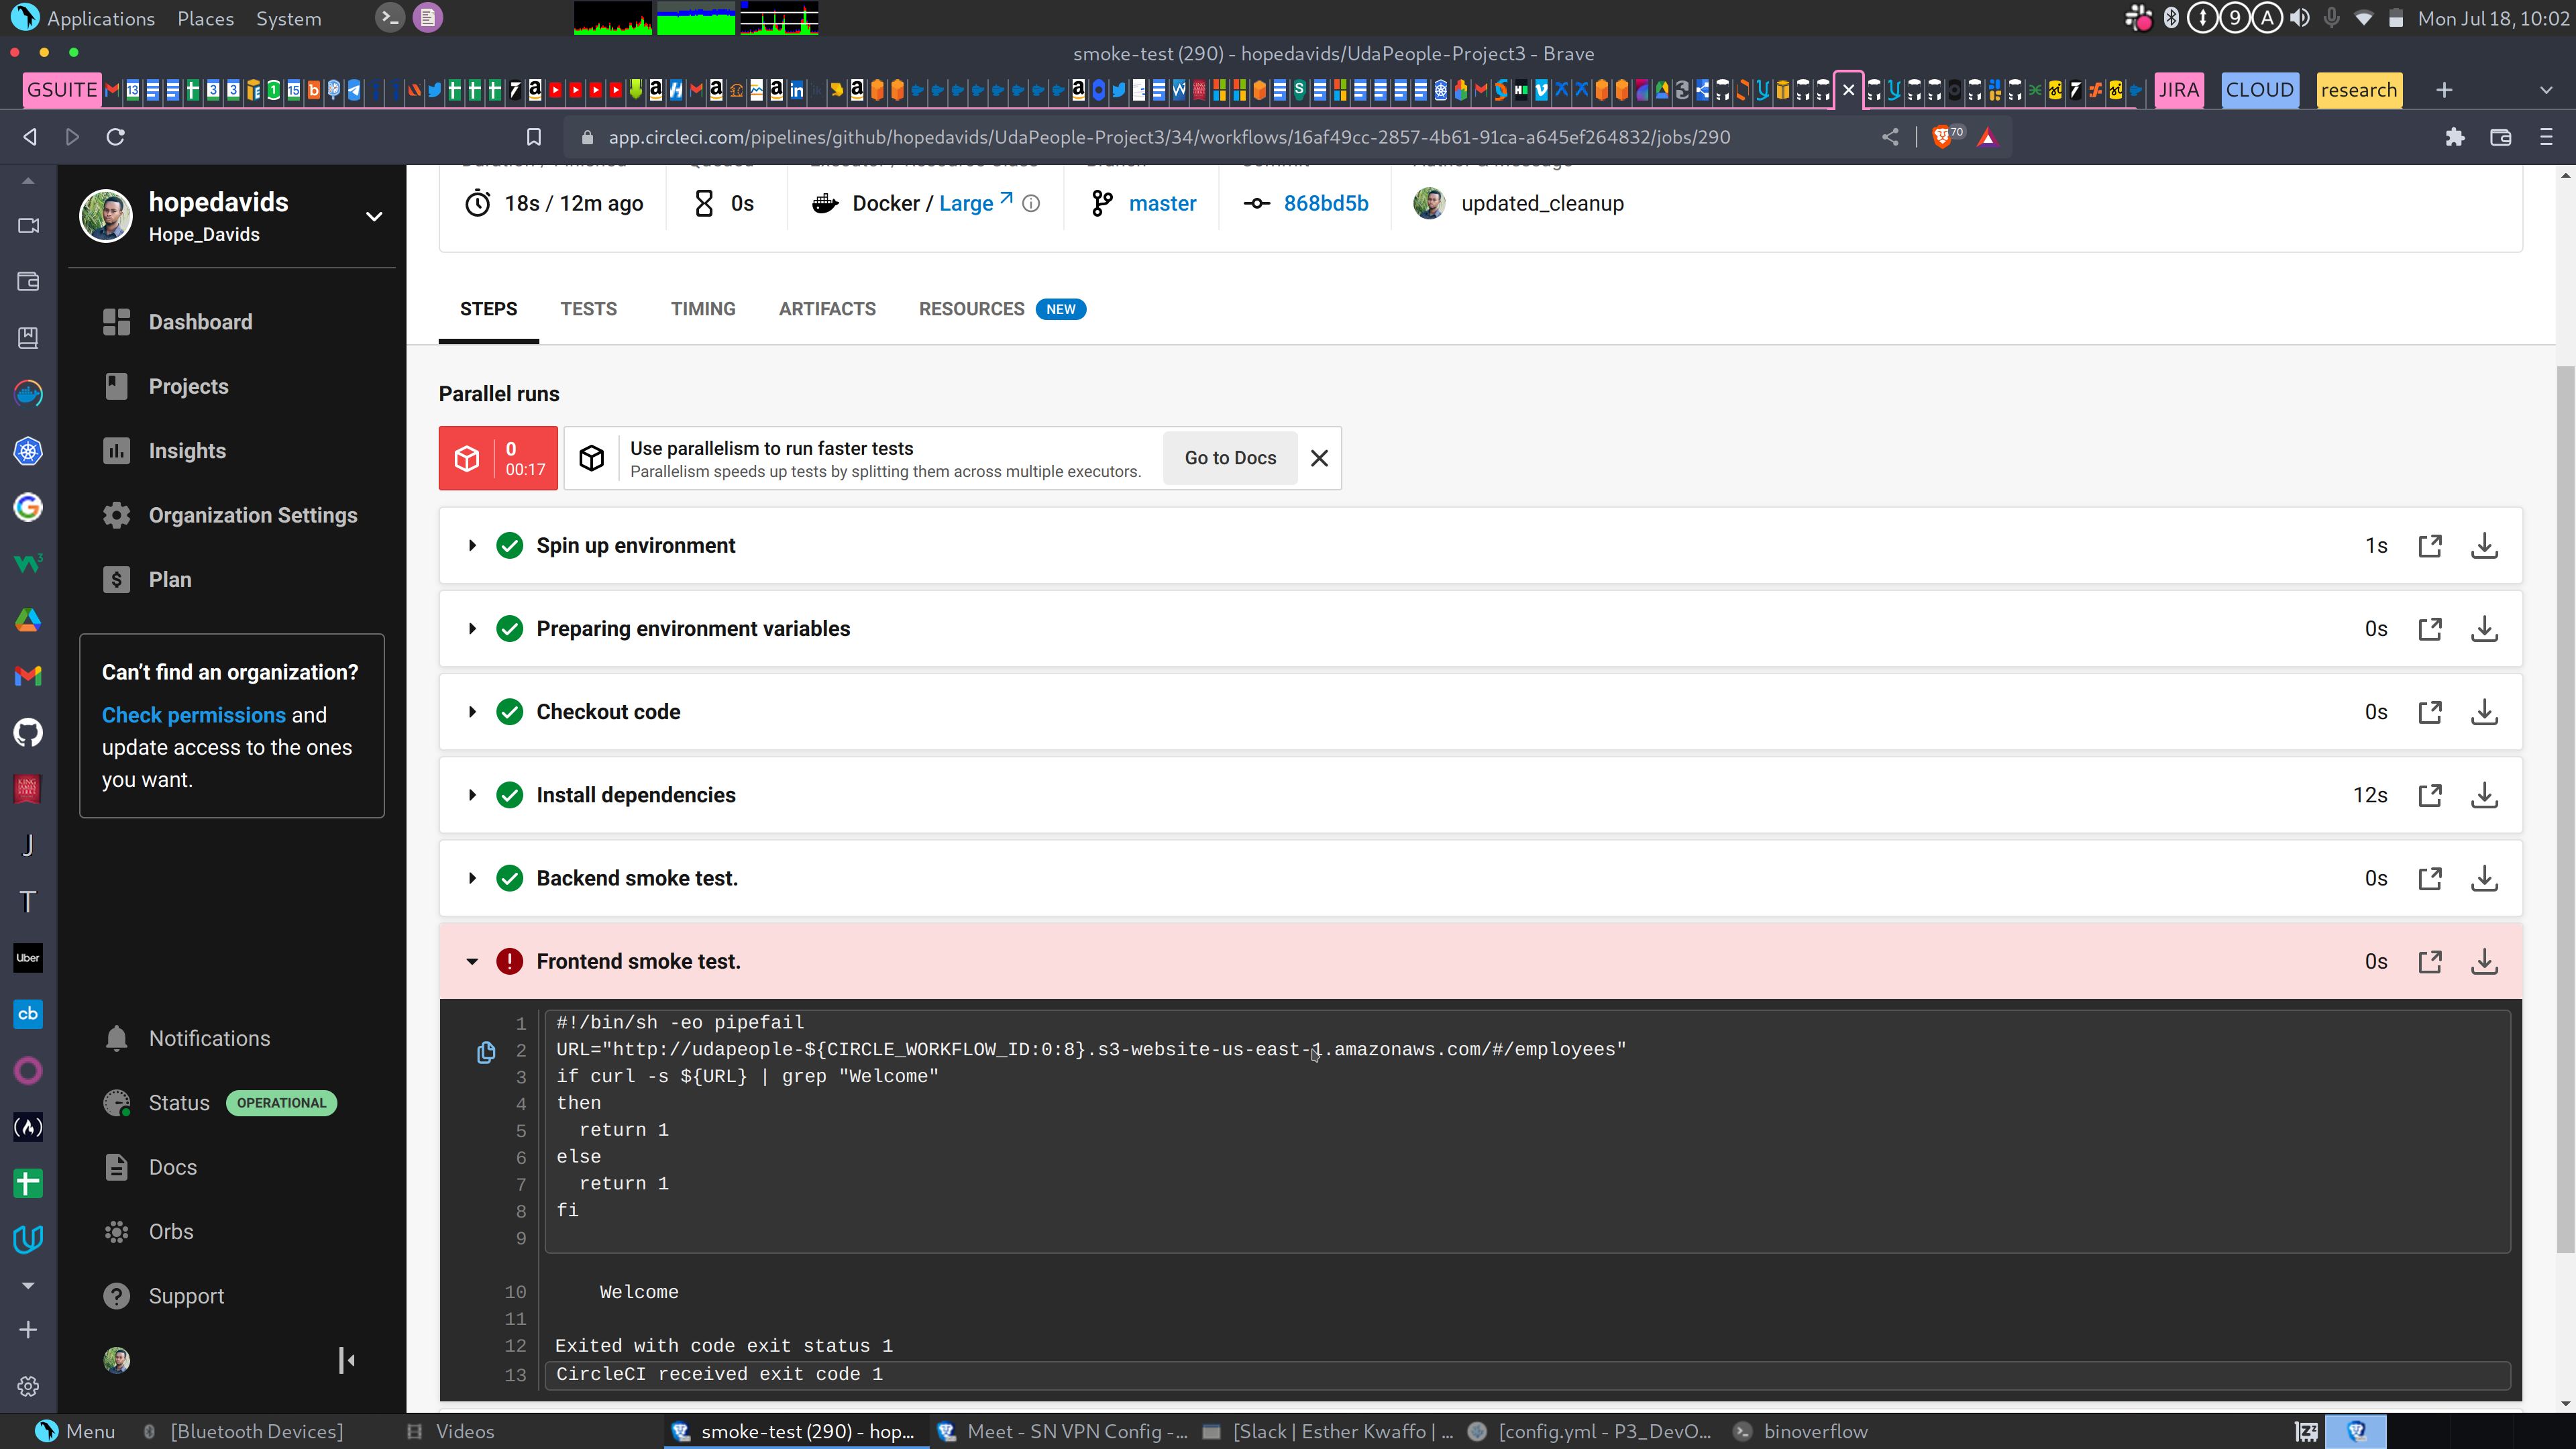 Applications Places System
Mon Jul 18, 10:02
smoke-test (290) - hopedavids/UdaPeople-Project3 - Brave
GSUITE
JIRA
CLOUD
research
app.circleci.com/pipelines/github/hopedavids/UdaPeople-Project3/34/workflows/16af49cc-2857-4b61-91ca-a645ef264832/jobs/290
70
hopedavids
Hope_Davids
Dashboard
Projects
Insights
Organization Settings
Plan
Can’t find an organization?
Check permissions and
update access to the ones
you want.
Notifications
Status OPERATIONAL
Docs
Orbs
Support
18s / 12m ago
0s
Docker / Large
master
868bd5b
updated_cleanup
STEPS TESTS TIMING ARTIFACTS RESOURCES NEW
Parallel runs
0
00:17
Use parallelism to run faster tests
Parallelism speeds up tests by splitting them across multiple executors.
Go to Docs
Spin up environment 1s
Preparing environment variables 0s
Checkout code 0s
Install dependencies 12s
Backend smoke test. 0s
Frontend smoke test. 0s
1 #!/bin/sh -eo pipefail
2 URL="http://udapeople-${CIRCLE_WORKFLOW_ID:0:8}.s3-website-us-east-1.amazonaws.com/#/employees"
3 if curl -s ${URL} | grep "Welcome"
4 then
5 return 1
6 else
7 return 1
8 fi
9
10 Welcome
11
12 Exited with code exit status 1
13 CircleCI received exit code 1
Uber
cb
Menu
[Bluetooth Devices]
Videos
smoke-test (290) - hop...
Meet - SN VPN Config -...
[Slack | Esther Kwaffo | ...
[config.yml - P3_DevO...
binoverflow